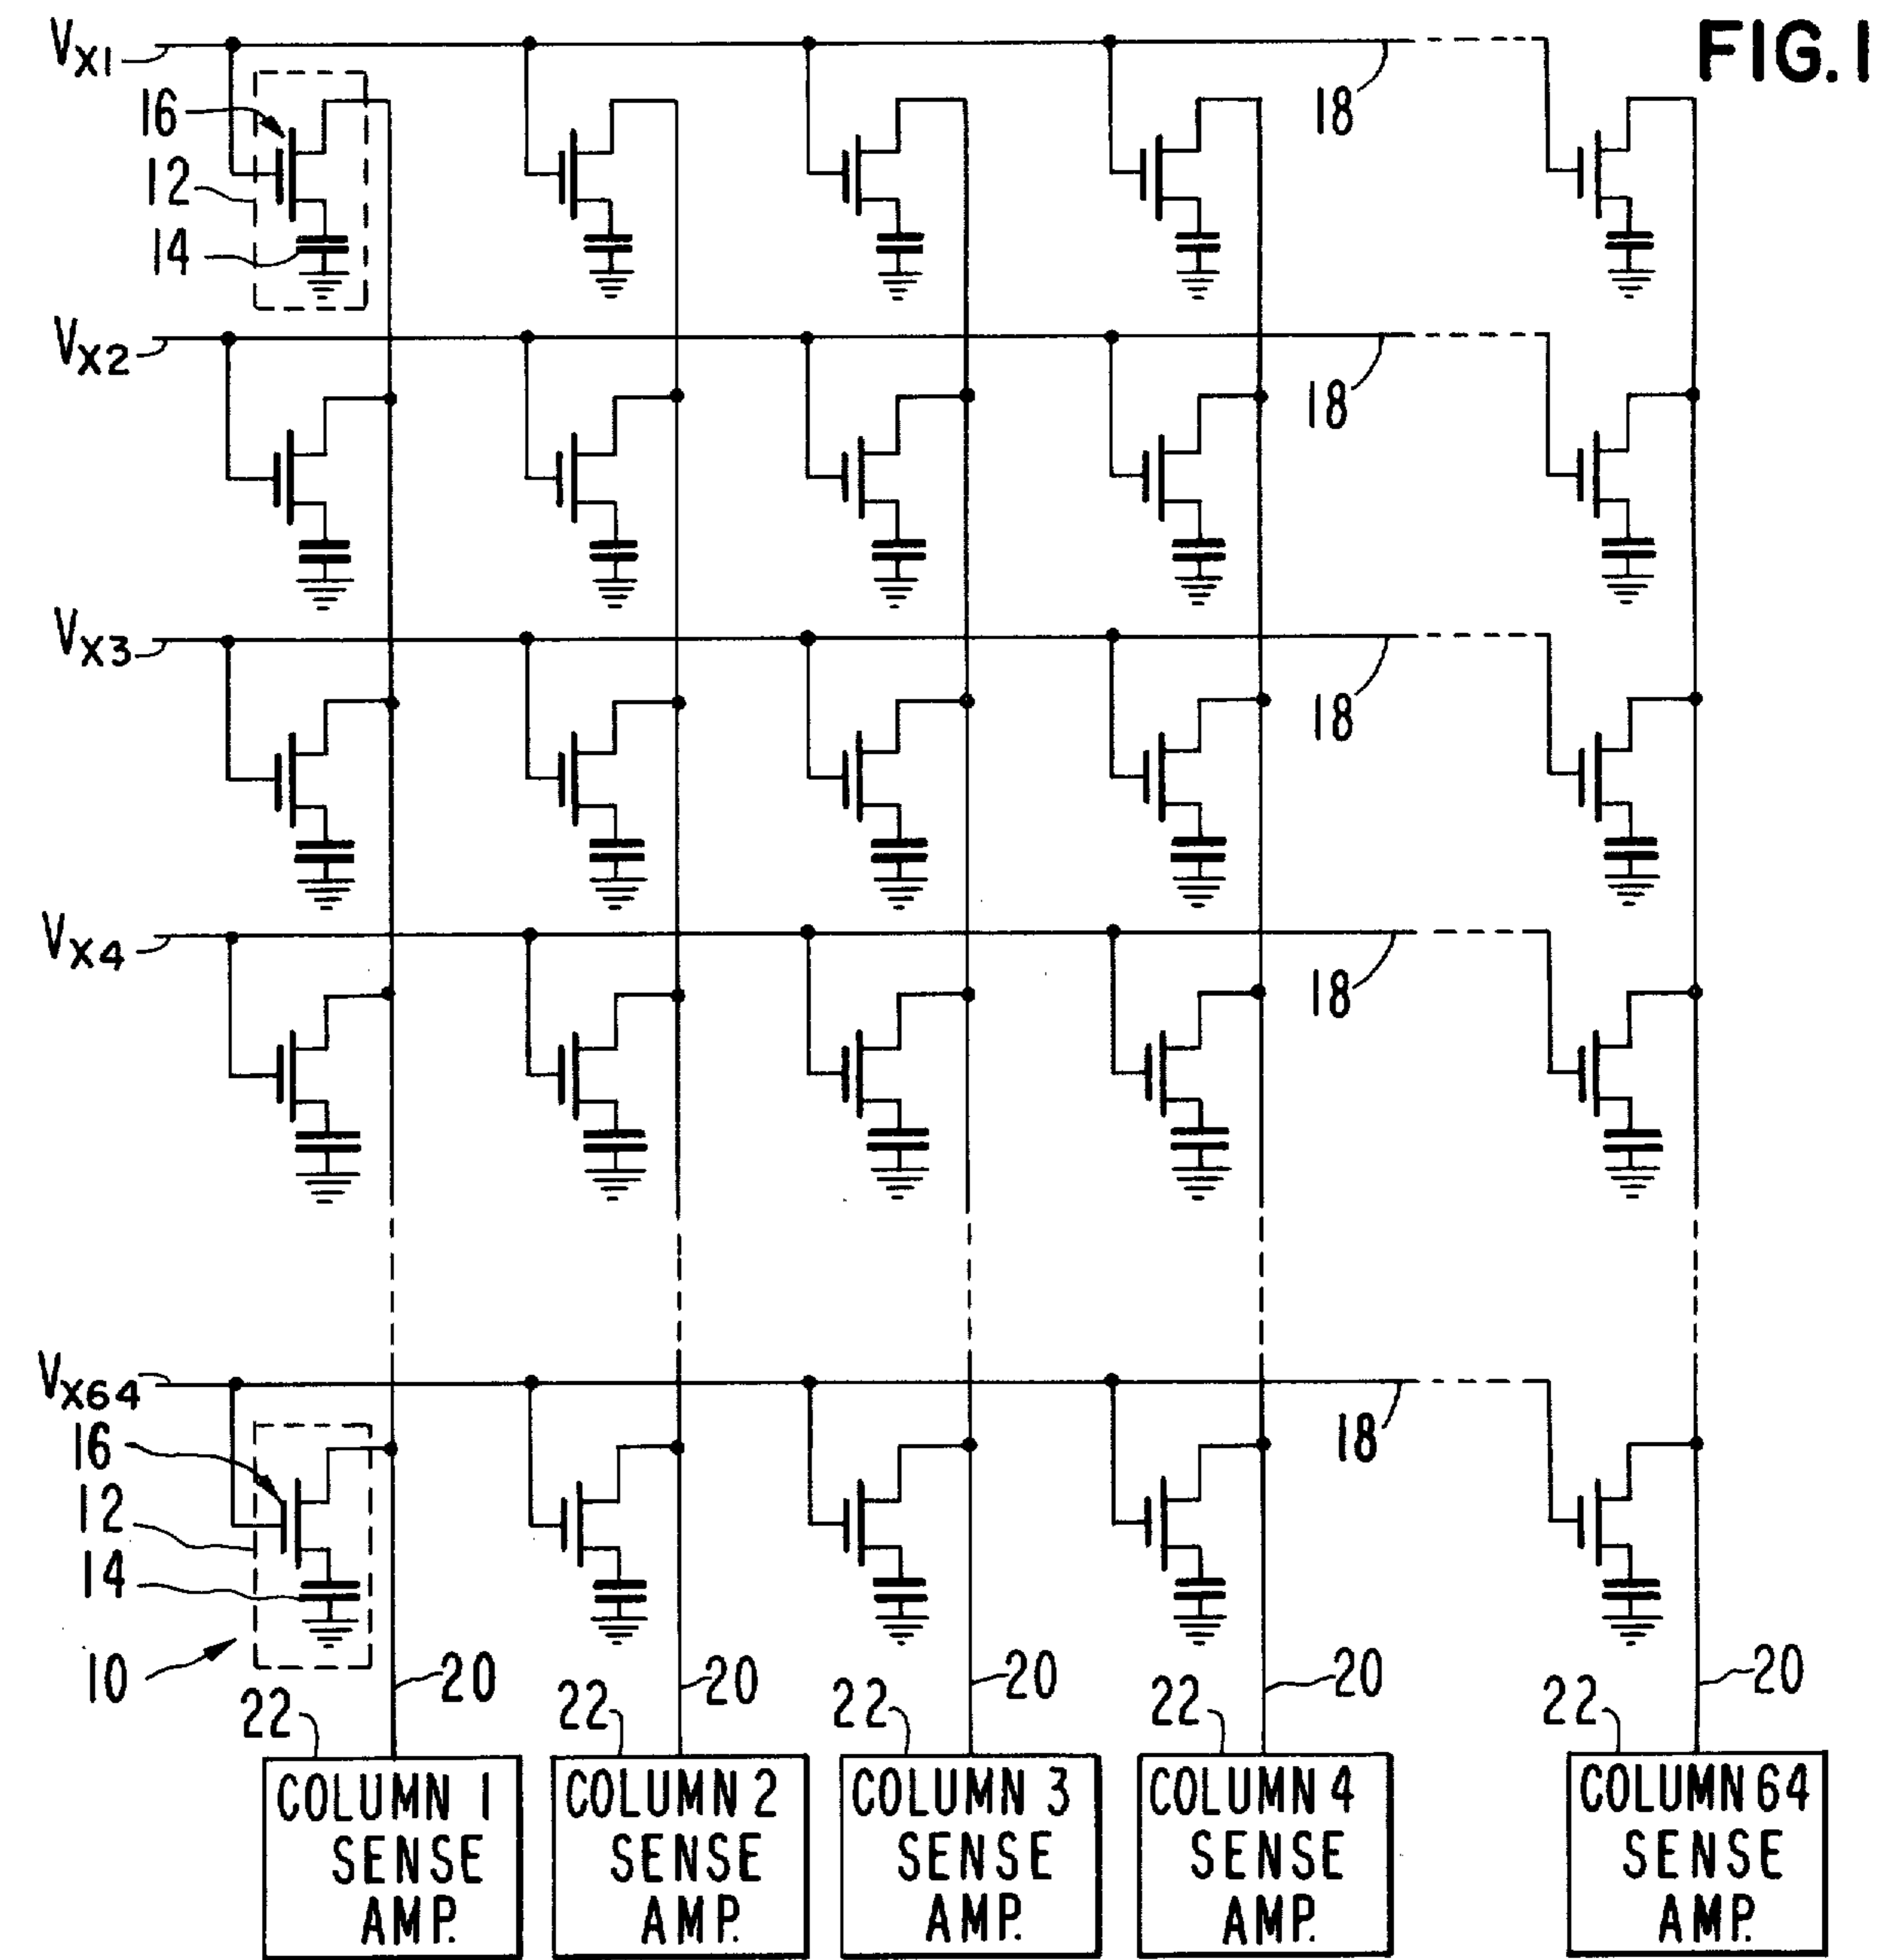 FIG. 1
VX1
16
12
14
18
VX2
18
VX3
18
VX4
18
VX64
16
12
14
10
18
20
20
20
20
20
22
22
22
22
22
COLUMN 1
SENSE
AMP.
COLUMN 2
SENSE
AMP.
COLUMN 3
SENSE
AMP.
COLUMN 4
SENSE
AMP.
COLUMN 64
SENSE
AMP.